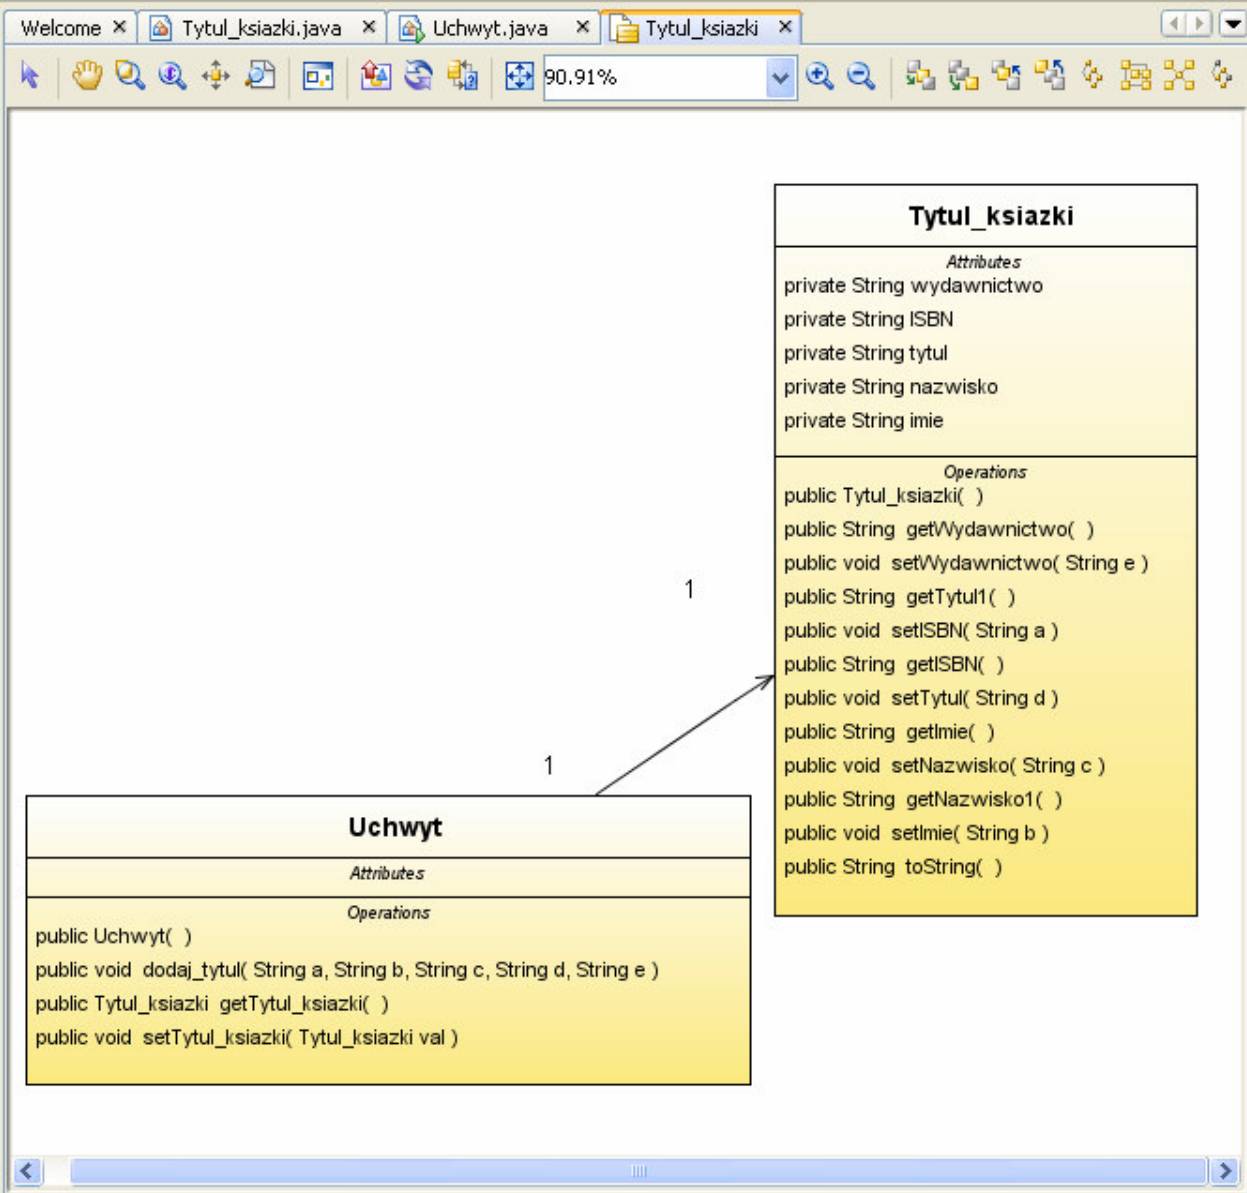 Welcome
Tytul_ksiazki.java
Uchwyt.java
Tytul_ksiazki
90.91%
Tytul_ksiazki
Attributes
private String wydawnictwo
private String ISBN
private String tytul
private String nazwisko
private String imie
Operations
public Tytul_ksiazki( )
public String getWydawnictwo( )
public void setWydawnictwo( String e )
public String getTytul1( )
public void setISBN( String a )
public String getISBN( )
public void setTytul( String d )
public String getImie( )
public void setNazwisko( String c )
public String getNazwisko1( )
public void setImie( String b )
public String toString( )
1
1
Uchwyt
Attributes
Operations
public Uchwyt( )
public void dodaj_tytul( String a, String b, String c, String d, String e )
public Tytul_ksiazki getTytul_ksiazki( )
public void setTytul_ksiazki( Tytul_ksiazki val )